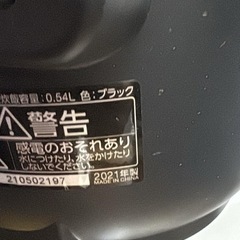 炊飯容量：0.54L 色：ブラック
警告
感電のおそれあり
水につけたり、水をかけたり
しないでください。
210502197
2021年製
MADE IN CHINA